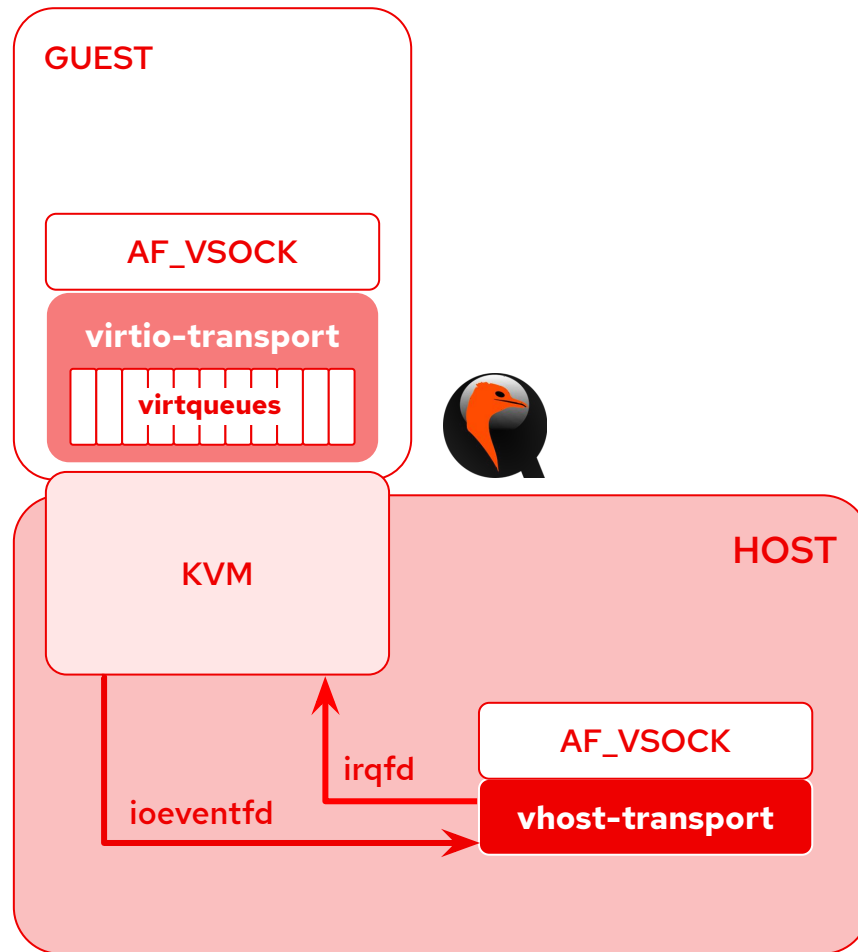 GUEST
AF_VSOCK
virtio-transport
virtqueues
KVM
HOST
AF_VSOCK
irqfd
ioeventfd
vhost-transport